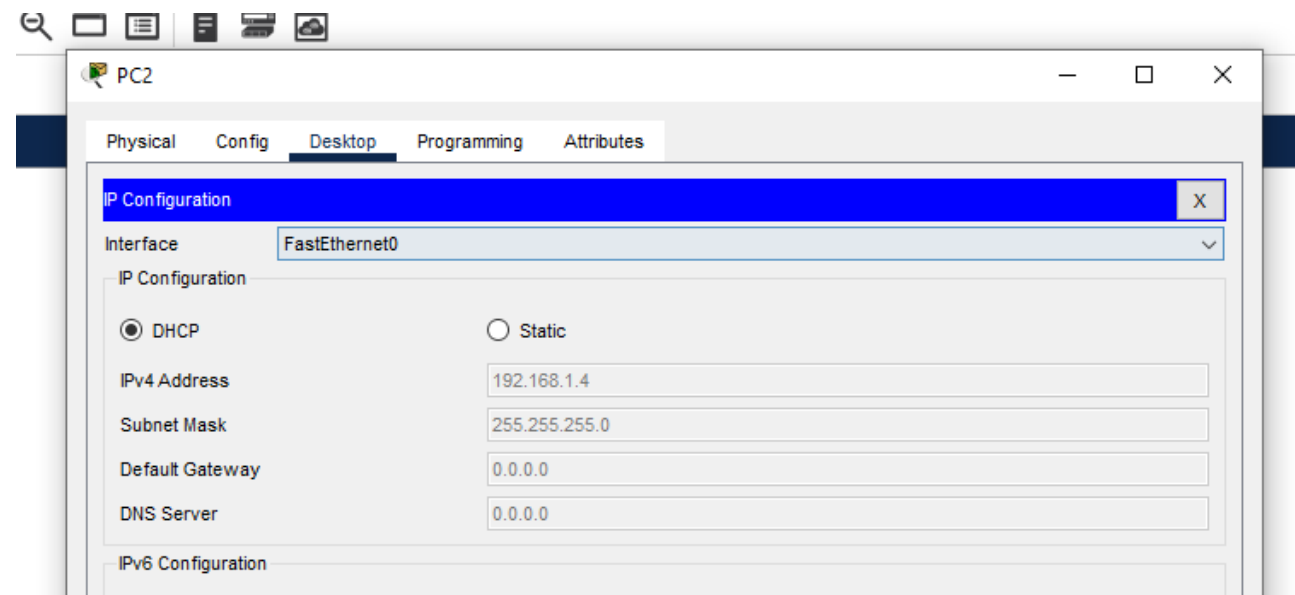 PC2
Physical Config Desktop Programming Attributes
IP Configuration X
Interface FastEthernet0
IP Configuration
DHCP Static
IPv4 Address 192.168.1.4
Subnet Mask 255.255.255.0
Default Gateway 0.0.0.0
DNS Server 0.0.0.0
IPv6 Configuration